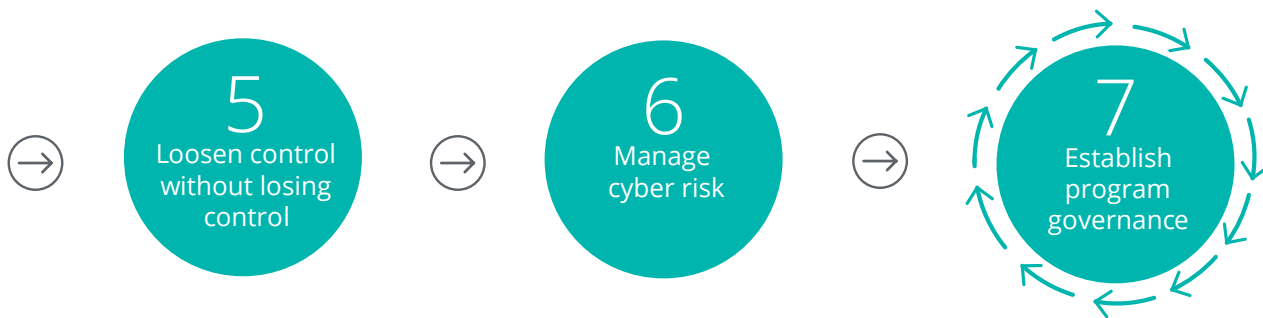 5
Loosen control
without losing
control
6
Manage
cyber risk
7
Establish
program
governance